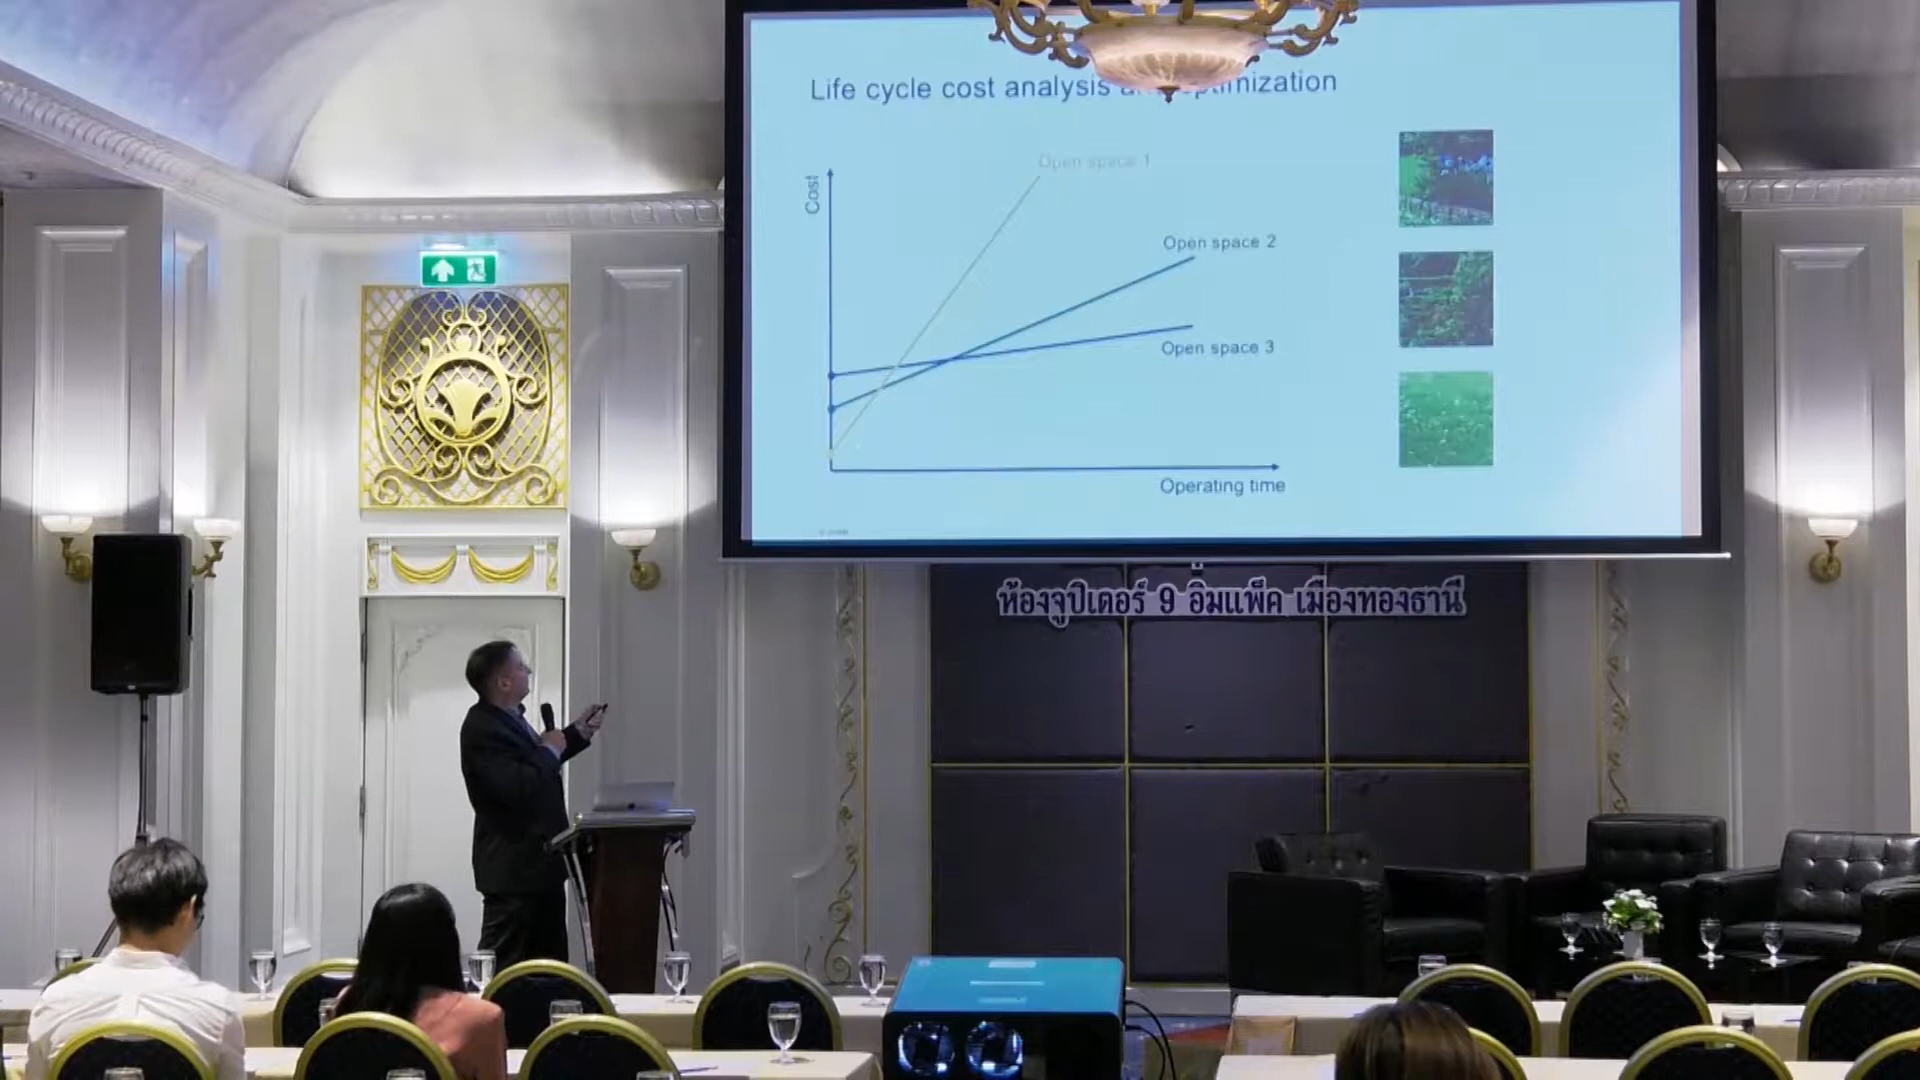 Life cycle cost analysis and optimization
Open space 1
Cost
Open space 2
Open space 3
Operating time
ห้องจูปิเตอร์ 9 อิมแพ็ค เมืองทองธานี